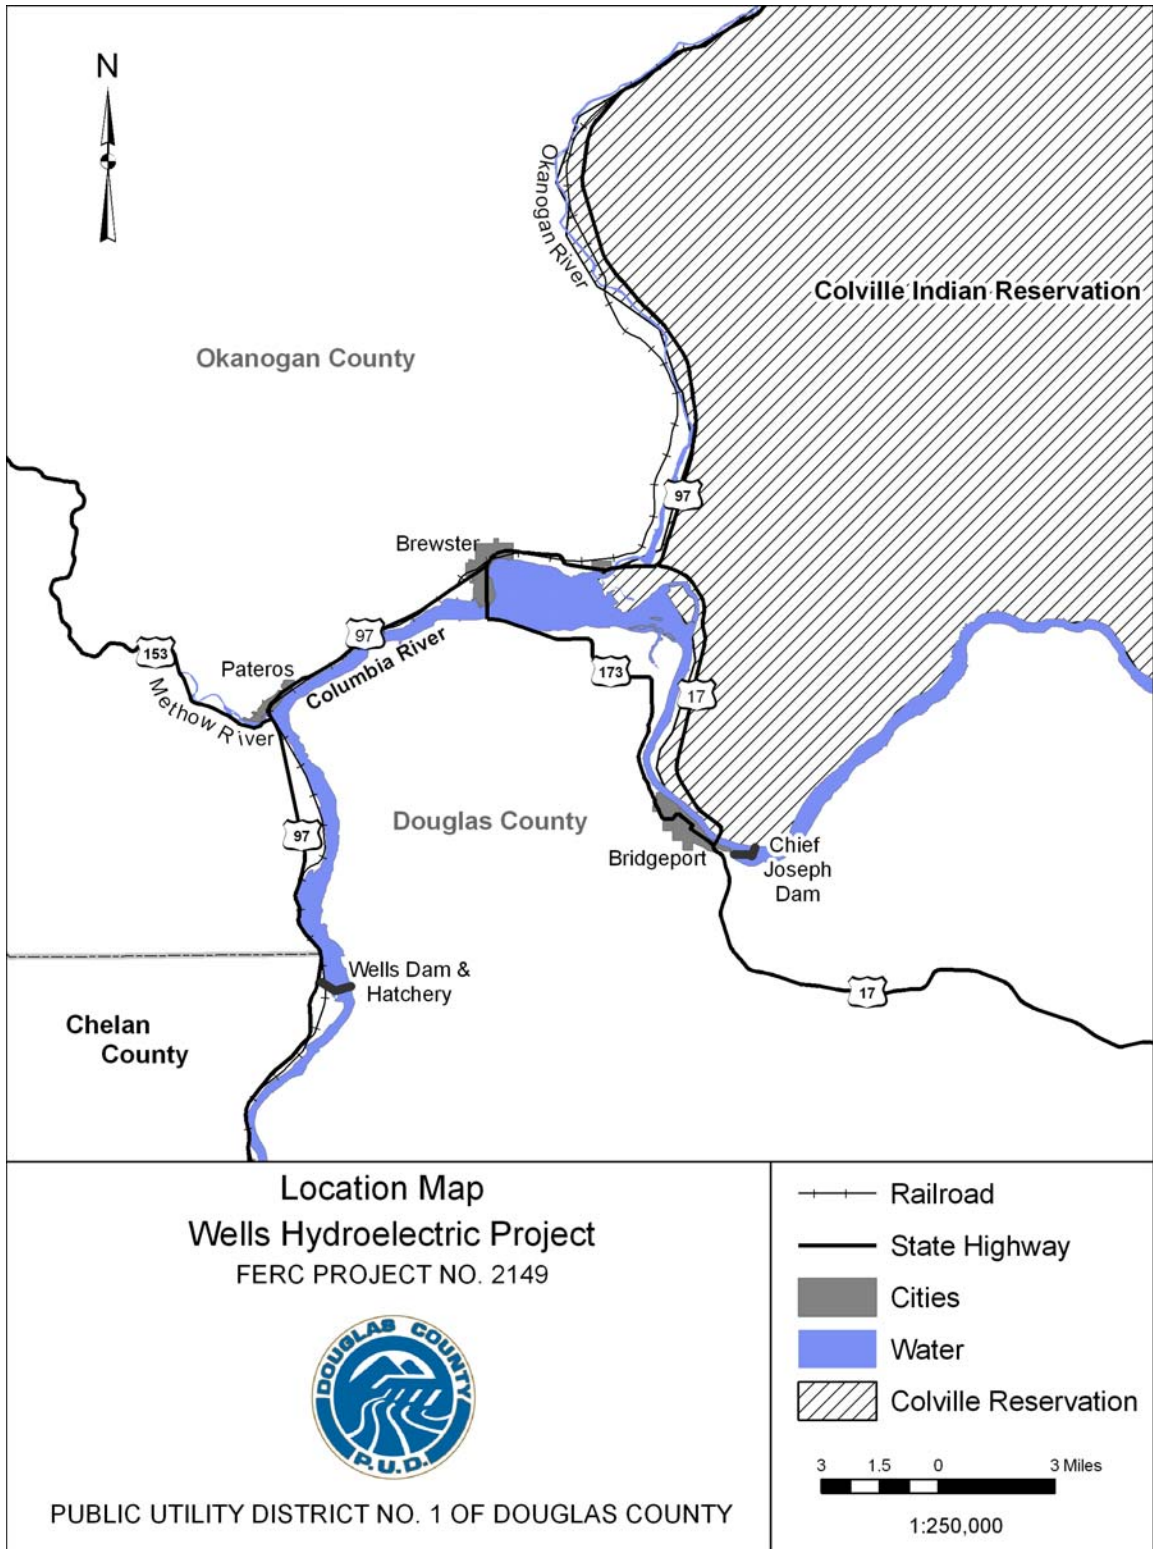 N
Okanogan River
Colville Indian Reservation
Okanogan County
97
Brewster
97
153
Pateros
Columbia River
173
17
Methow River
97
Douglas County
Bridgeport
Chief
Joseph
Dam
Wells Dam &
Hatchery
17
Chelan
County
Location Map
Wells Hydroelectric Project
FERC PROJECT NO. 2149
DOUGLAS COUNTY
P.U.D.
PUBLIC UTILITY DISTRICT NO. 1 OF DOUGLAS COUNTY
Railroad
State Highway
Cities
Water
Colville Reservation
3 1.5 0 3 Miles
1:250,000